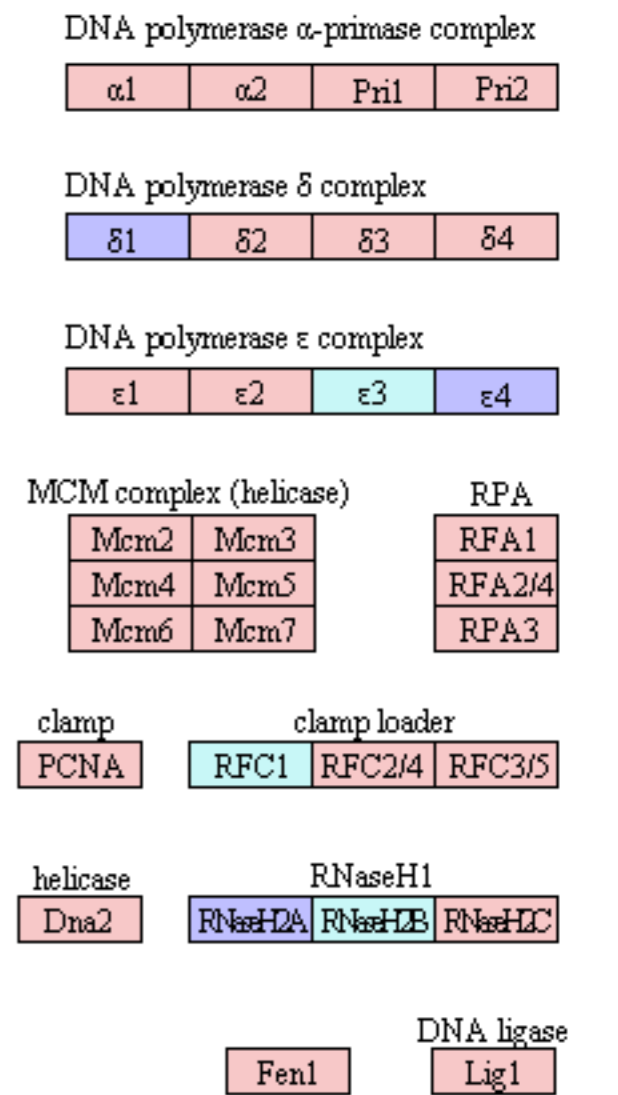 DNA polymerase α-primase complex
α1 α2 Pri1 Pri2
DNA polymerase δ complex
δ1 δ2 δ3 δ4
DNA polymerase ε complex
ε1 ε2 ε3 ε4
MCM complex (helicase) RPA
Mcm2 Mcm3 RFA1
Mcm4 Mcm5 RFA2/4
Mcm6 Mcm7 RPA3
clamp clamp loader
PCNA RFC1 RFC2/4 RFC3/5
helicase RNaseH1
Dna2 RNaseH2A RNaseH2B RNaseH2C
DNA ligase
Fen1 Lig1